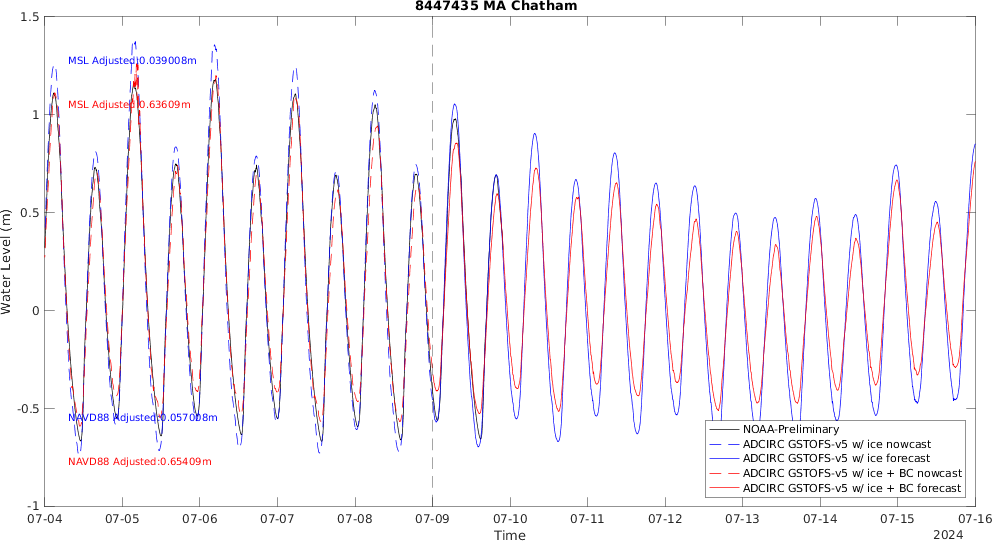 8447435 MA Chatham
1.5
1
0.5
0
-0.5
-1
Water Level (m)
MSL Adjusted:0.039008m
MSL Adjusted:0.63609m
NAVD88 Adjusted:0.057008m
NAVD88 Adjusted:0.65409m
NOAA-Preliminary
ADCIRC GSTOFS-v5 w/ ice nowcast
ADCIRC GSTOFS-v5 w/ ice forecast
ADCIRC GSTOFS-v5 w/ ice + BC nowcast
ADCIRC GSTOFS-v5 w/ ice + BC forecast
07-04 07-05 07-06 07-07 07-08 07-09 07-10 07-11 07-12 07-13 07-14 07-15 07-16
Time
2024